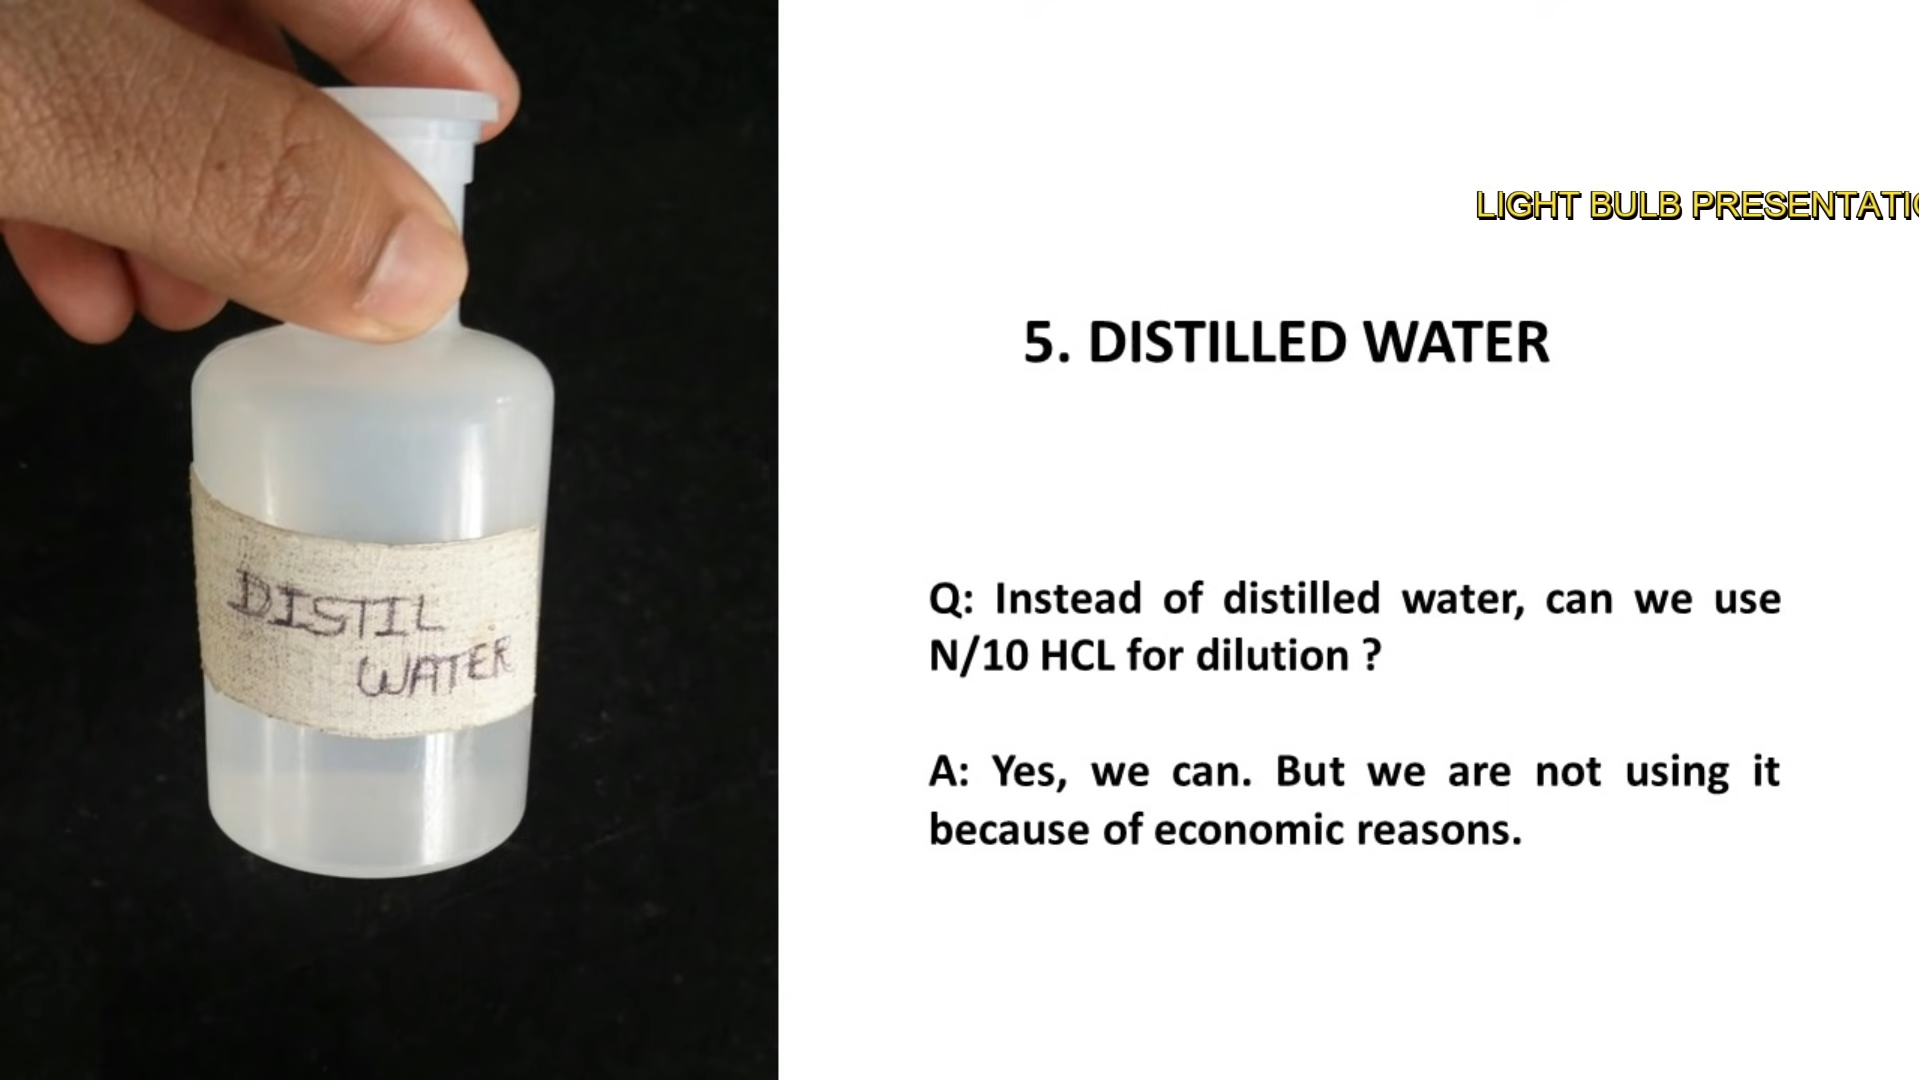 LIGHT BULB PRESENTATIO
5. DISTILLED WATER
DISTIL
WATER
Q: Instead of distilled water, can we use
N/10 HCL for dilution ?
A: Yes, we can. But we are not using it
because of economic reasons.